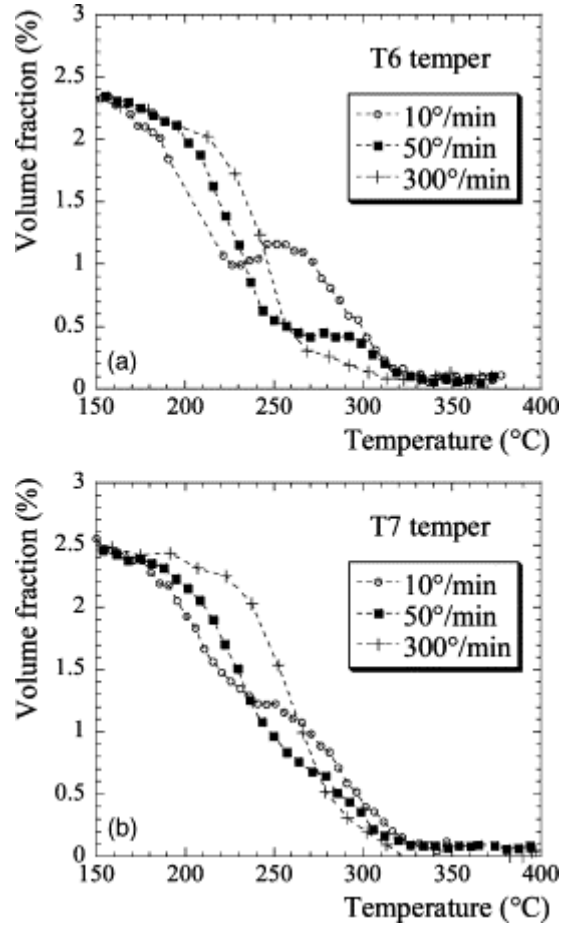 3
2.5
2
1.5
1
0.5
0
Volume fraction (%)
T6 temper
10°/min
50°/min
300°/min
(a)
150 200 250 300 350 400
Temperature (°C)
3
2.5
2
1.5
1
0.5
0
Volume fraction (%)
T7 temper
10°/min
50°/min
300°/min
(b)
150 200 250 300 350 400
Temperature (°C)